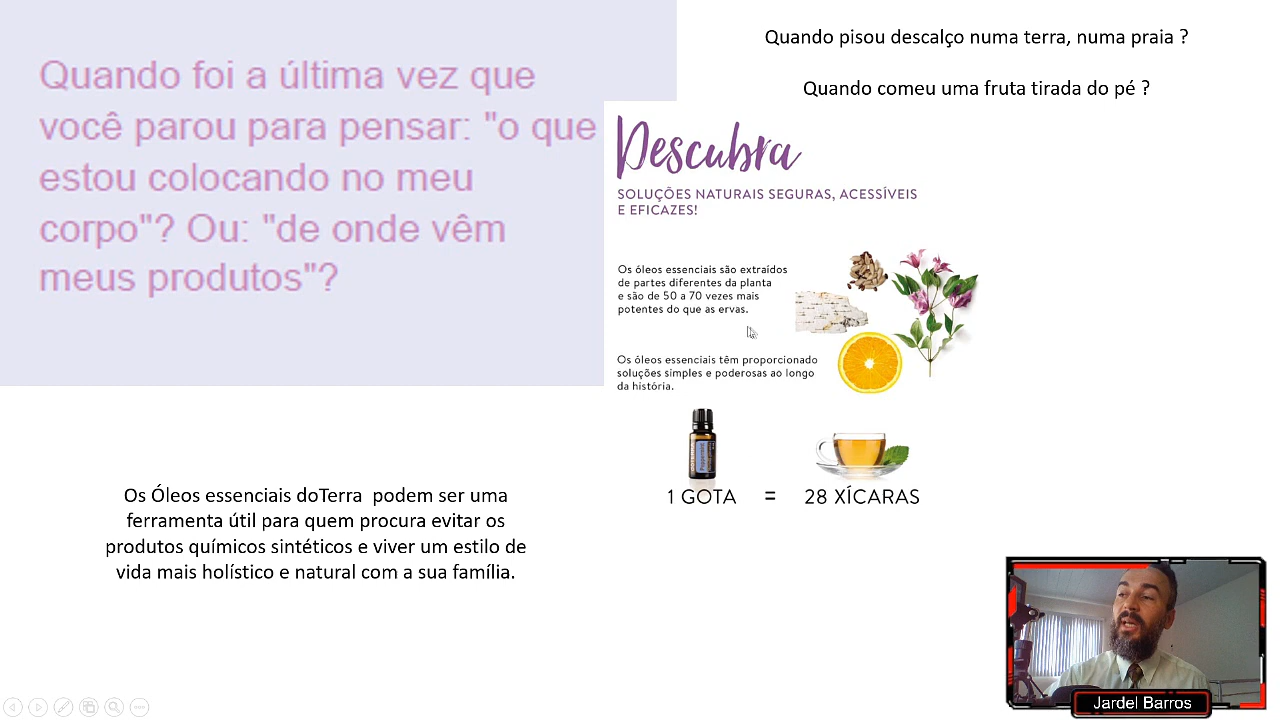 Quando foi a última vez que
você parou para pensar: "o que
estou colocando no meu
corpo"? Ou: "de onde vêm
meus produtos"?
Quando pisou descalço numa terra, numa praia ?
Quando comeu uma fruta tirada do pé ?
Descubra
SOLUÇÕES NATURAIS SEGURAS, ACESSÍVEIS
E EFICAZES!
Os óleos essenciais são extraídos
de partes diferentes da planta
e são de 50 a 70 vezes mais
potentes do que as ervas.
Os óleos essenciais têm proporcionado
soluções simples e poderosas ao longo
da história.
Peppermint
1 GOTA = 28 XÍCARAS
Os Óleos essenciais doTerra podem ser uma
ferramenta útil para quem procura evitar os
produtos químicos sintéticos e viver um estilo de
vida mais holístico e natural com a sua família.
Jardel Barros